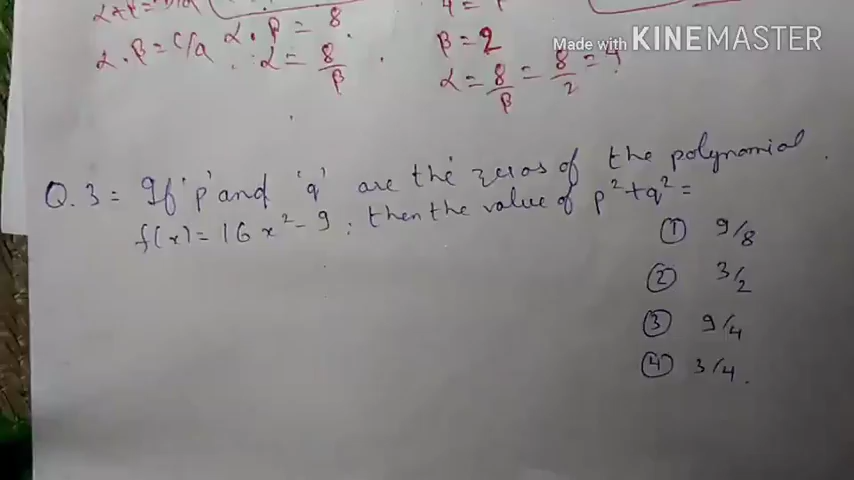 α . β = 8
α . β = c/a
∴ α = 8/β
β = 2
α = 8/β = 8/2 = 4
Made with KINEMASTER
Q. 3 = If 'p' and 'q' are the zeros of the polynomial
f(x) = 16x² - 9 ; then the value of p² + q² =
① 9/8
② 3/2
③ 9/4
④ 3/4.